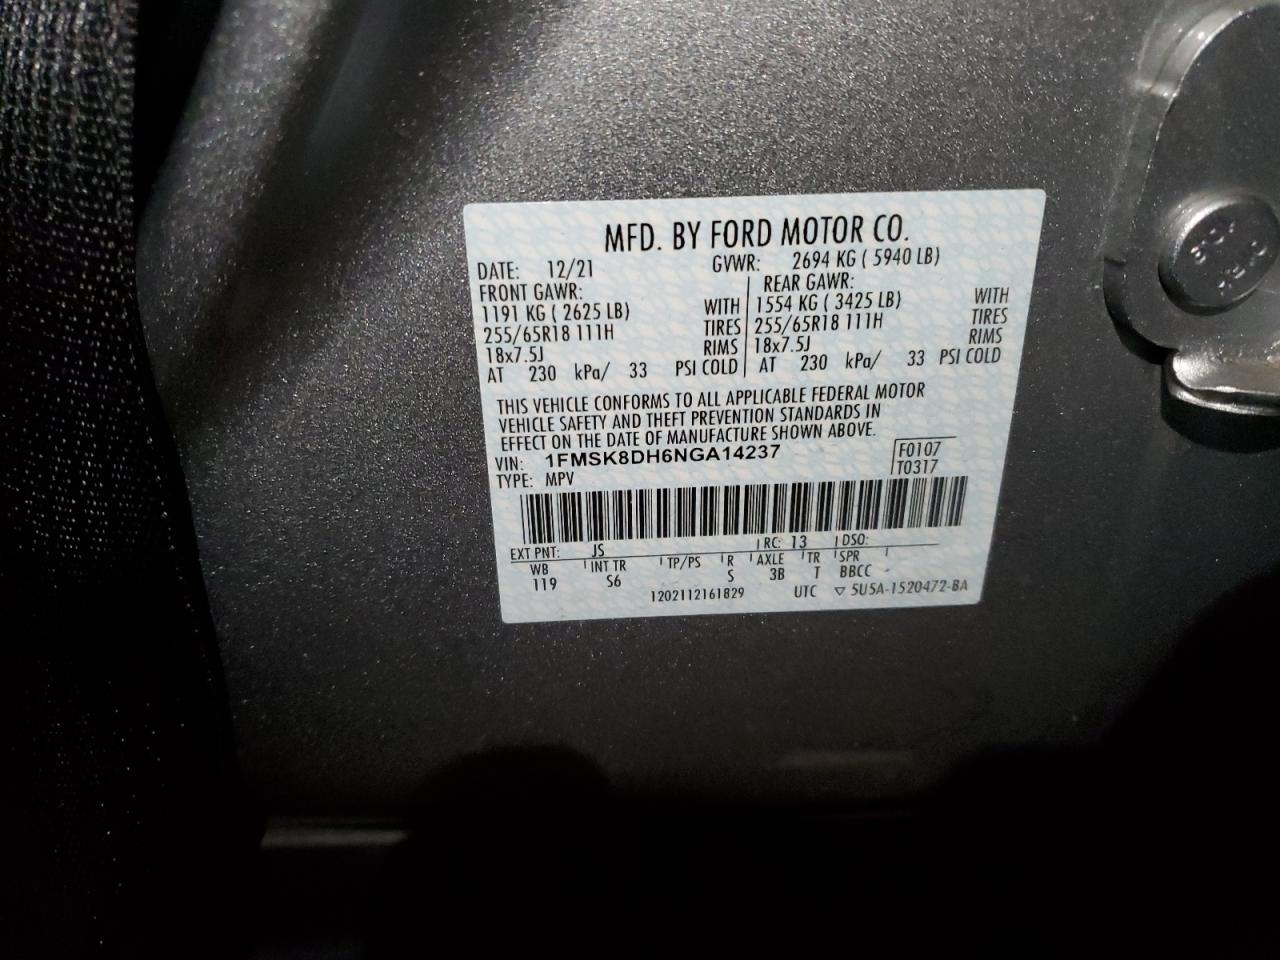 MFD. BY FORD MOTOR CO.
DATE: 12/21 GVWR: 2694 KG ( 5940 LB)
FRONT GAWR: REAR GAWR:
1191 KG ( 2625 LB) WITH 1554 KG ( 3425 LB) WITH
255/65R18 111H TIRES 255/65R18 111H TIRES
18x7.5J RIMS 18x7.5J RIMS
AT 230 kPa/ 33 PSI COLD AT 230 kPa/ 33 PSI COLD
THIS VEHICLE CONFORMS TO ALL APPLICABLE FEDERAL MOTOR
VEHICLE SAFETY AND THEFT PREVENTION STANDARDS IN
EFFECT ON THE DATE OF MANUFACTURE SHOWN ABOVE.
VIN: 1FMSK8DH6NGA14237 F0107
TYPE: MPV T0317
EXT PNT: JS RC: 13 DSO:
WB INT TR TP/PS R AXLE TR SPR
119 S6 S 3B T BBCC
1202112161829 UTC ▽ 5U5A-1520472-BA